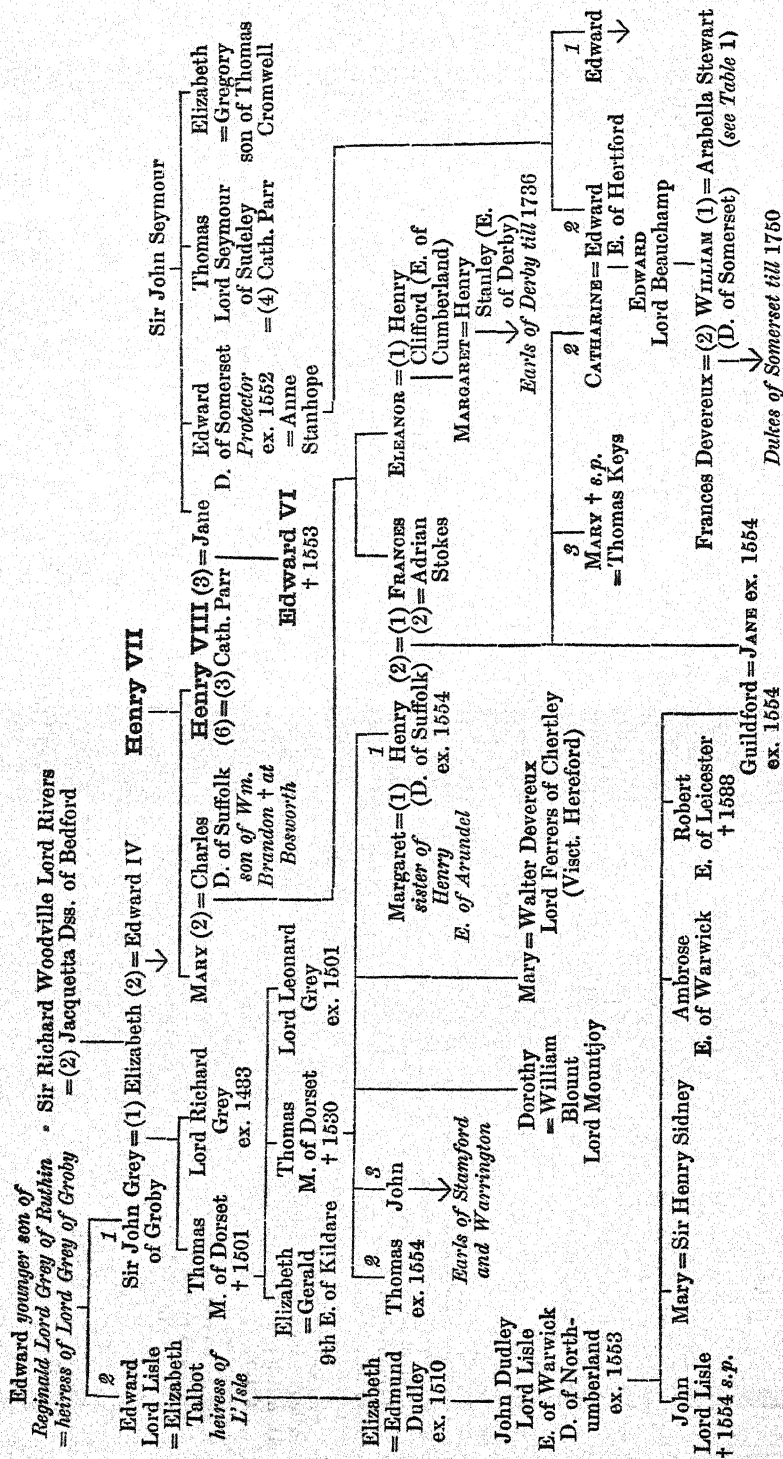 Edward younger son of
Reginald Lord Grey of Ruthin
= heiress of Lord Grey of Groby
Sir Richard Woodville Lord Rivers
= (2) Jacquetta Dss. of Bedford
2
1
Edward
Lord Lisle
= Elizabeth
Talbot
heiress of
L'Isle
Sir John Grey = (1) Elizabeth (2) = Edward IV
of Groby
Henry VII
Sir John Seymour
Thomas
M. of Dorset
† 1501
Lord Richard
Grey
ex. 1483
MARY (2) = Charles
D. of Suffolk
son of Wm.
Brandon † at
Bosworth
Henry VIII (3) = Jane
(6) = (3) Cath. Parr
Edward VI
† 1553
Edward
D. of Somerset
Protector
ex. 1552
= Anne
Stanhope
Thomas
Lord Seymour
of Sudeley
= (4) Cath. Parr
Elizabeth
= Gregory
son of Thomas
Cromwell
Elizabeth
= Gerald
9th E. of Kildare
Thomas
M. of Dorset
† 1530
Lord Leonard
Grey
ex. 1501
Elizabeth
= Edmund
Dudley
ex. 1510
2
Thomas
ex. 1554
3
John
Earls of Stamford
and Warrington
1
Margaret = (1) Henry (2) = (1) FRANCES
sister of (D. of Suffolk) (2) = Adrian
Henry ex. 1554 Stokes
E. of Arundel
ELEANOR = (1) Henry
Clifford (E. of
Cumberland)
MARGARET = Henry
Stanley (E.
of Derby)
Earls of Derby till 1736
John Dudley
Lord Lisle
E. of Warwick
D. of North-
umberland
ex. 1553
Dorothy
= William
Blount
Lord Mountjoy
Mary = Walter Devereux
Lord Ferrers of Chertley
(Visct. Hereford)
3
MARY † s.p.
= Thomas Keys
2
2
CATHARINE = Edward
E. of Hertford
1
Edward
EDWARD
Lord Beauchamp
Frances Devereux = (2) WILLIAM (1) = Arabella Stewart
(D. of Somerset) (see Table 1)
Dukes of Somerset till 1750
John
Lord Lisle
† 1554 s.p.
Mary = Sir Henry Sidney
Ambrose
E. of Warwick
Robert
E. of Leicester
† 1588
Guildford = JANE ex. 1554
ex. 1554